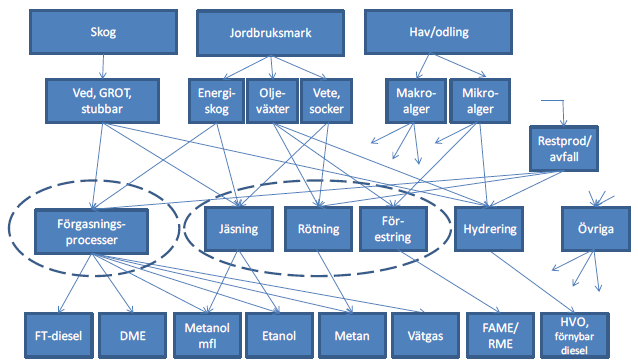 Skog
Jordbruksmark
Hav/odling
Ved, GROT,
stubbar
Energi-
skog
Olje-
växter
Vete,
socker
Makro-
alger
Mikro-
alger
Restprod/
avfall
Förgasnings-
processer
Jäsning
Rötning
För-
estring
Hydrering
Övriga
FT-diesel
DME
Metanol
mfl
Etanol
Metan
Vätgas
FAME/
RME
HVO,
förnybar
diesel